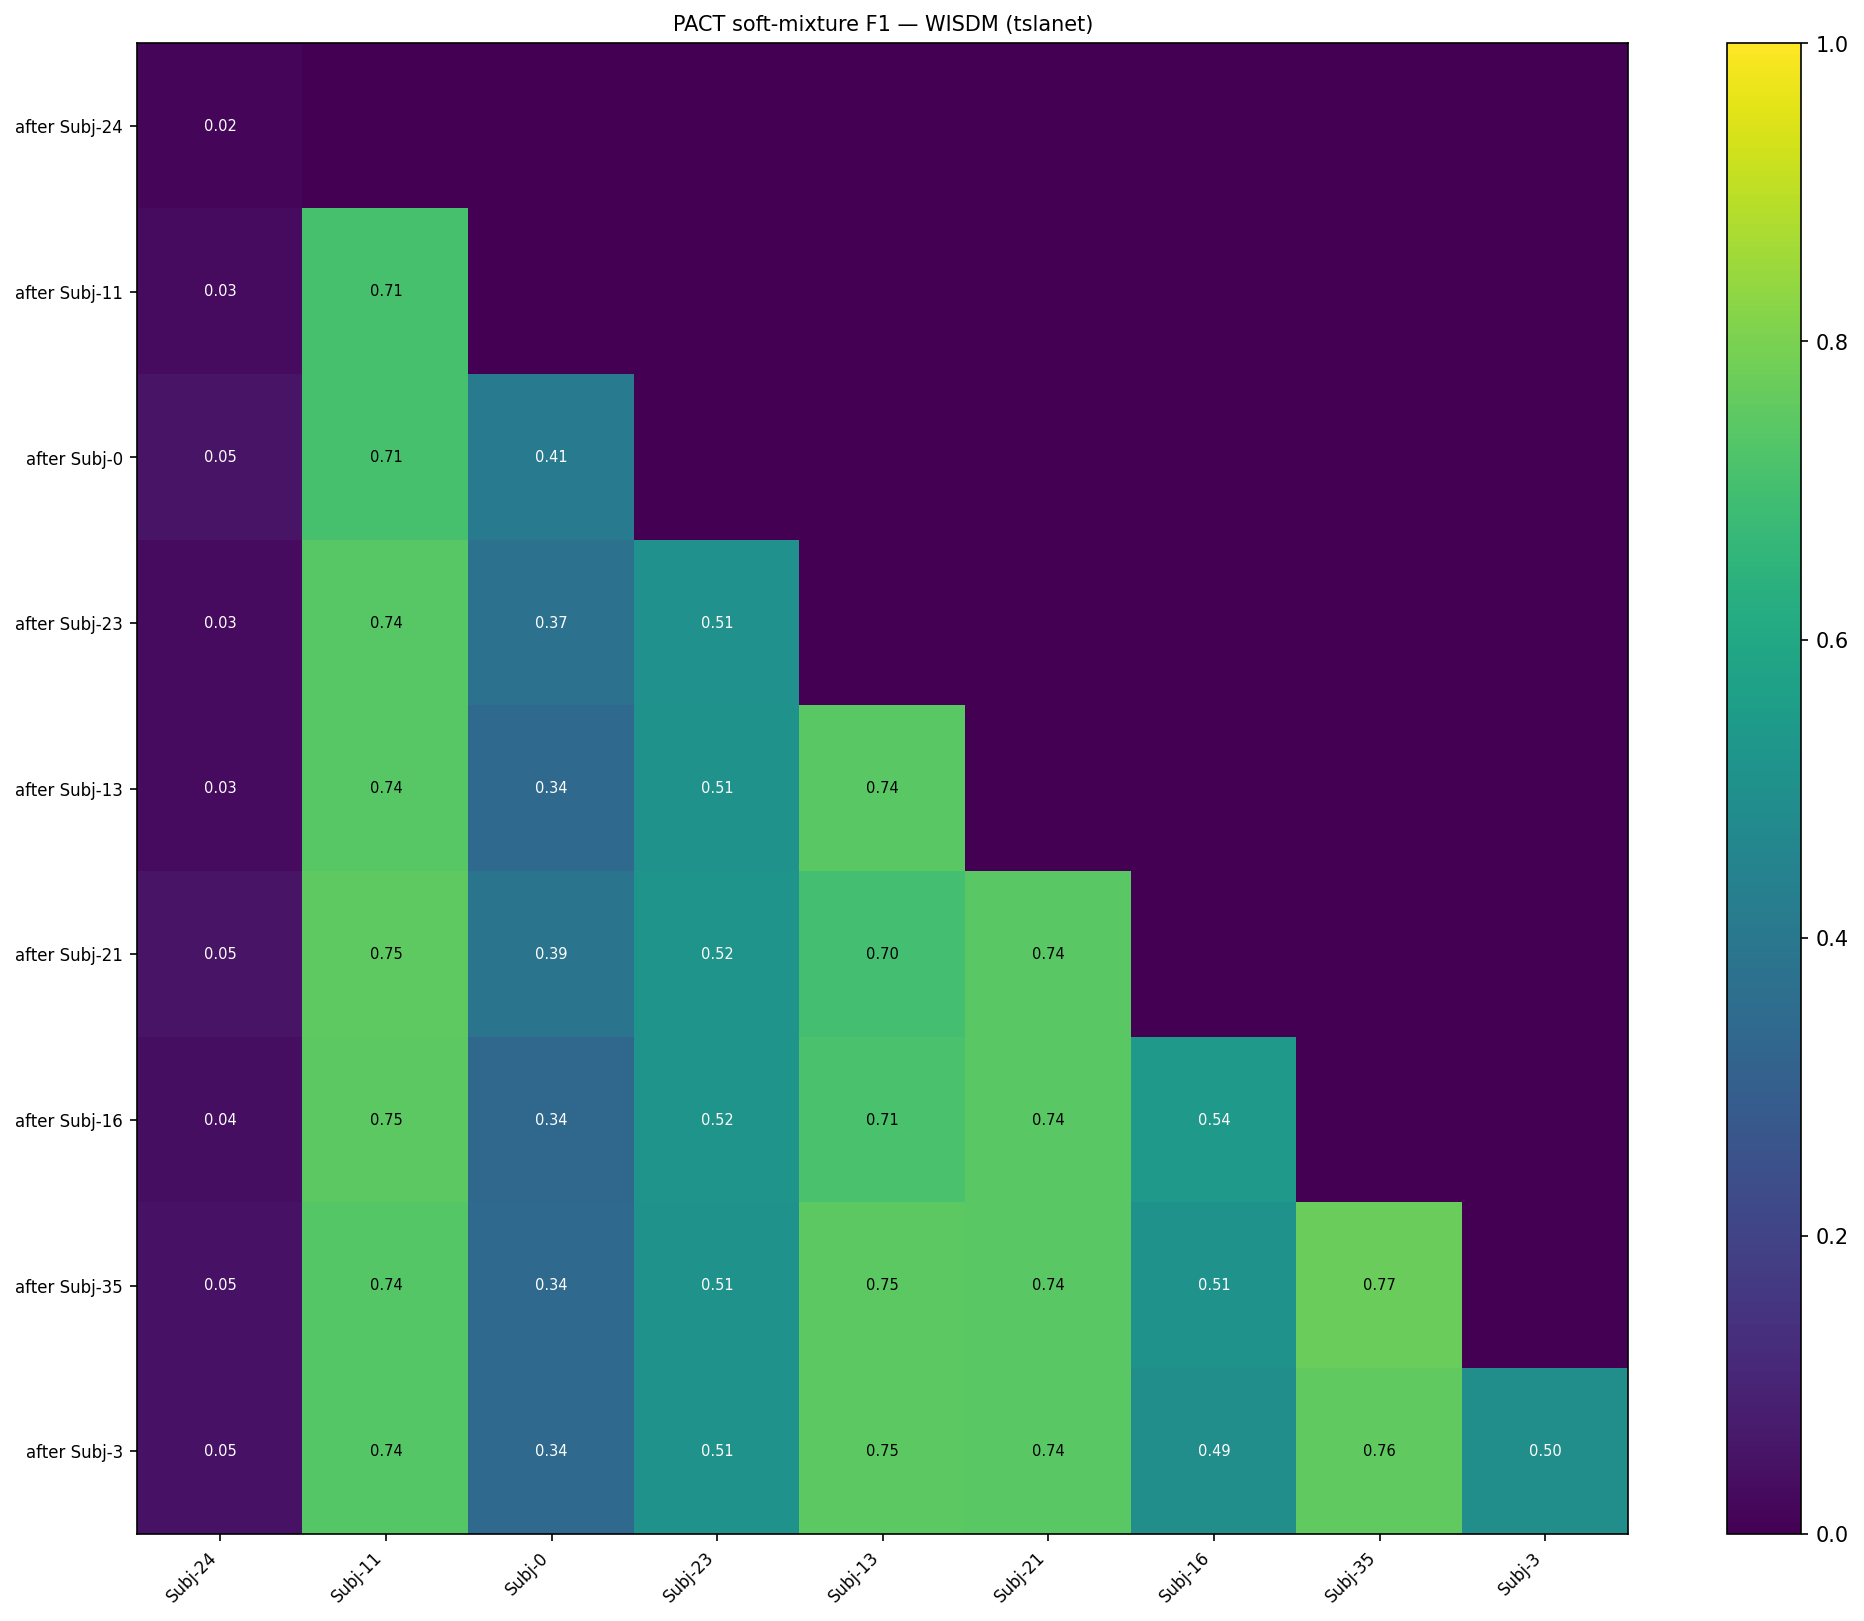 PACT soft-mixture F1 — WISDM (tslanet)
1.0
after Subj-24 0.02
after Subj-11 0.03 0.71
0.8
after Subj-0 0.05 0.71 0.41
after Subj-23 0.03 0.74 0.37 0.51
0.6
after Subj-13 0.03 0.74 0.34 0.51 0.74
0.4
after Subj-21 0.05 0.75 0.39 0.52 0.70 0.74
after Subj-16 0.04 0.75 0.34 0.52 0.71 0.74 0.54
0.2
after Subj-35 0.05 0.74 0.34 0.51 0.75 0.74 0.51 0.77
after Subj-3 0.05 0.74 0.34 0.51 0.75 0.74 0.49 0.76 0.50
0.0
Subj-24 Subj-11 Subj-0 Subj-23 Subj-13 Subj-21 Subj-16 Subj-35 Subj-3